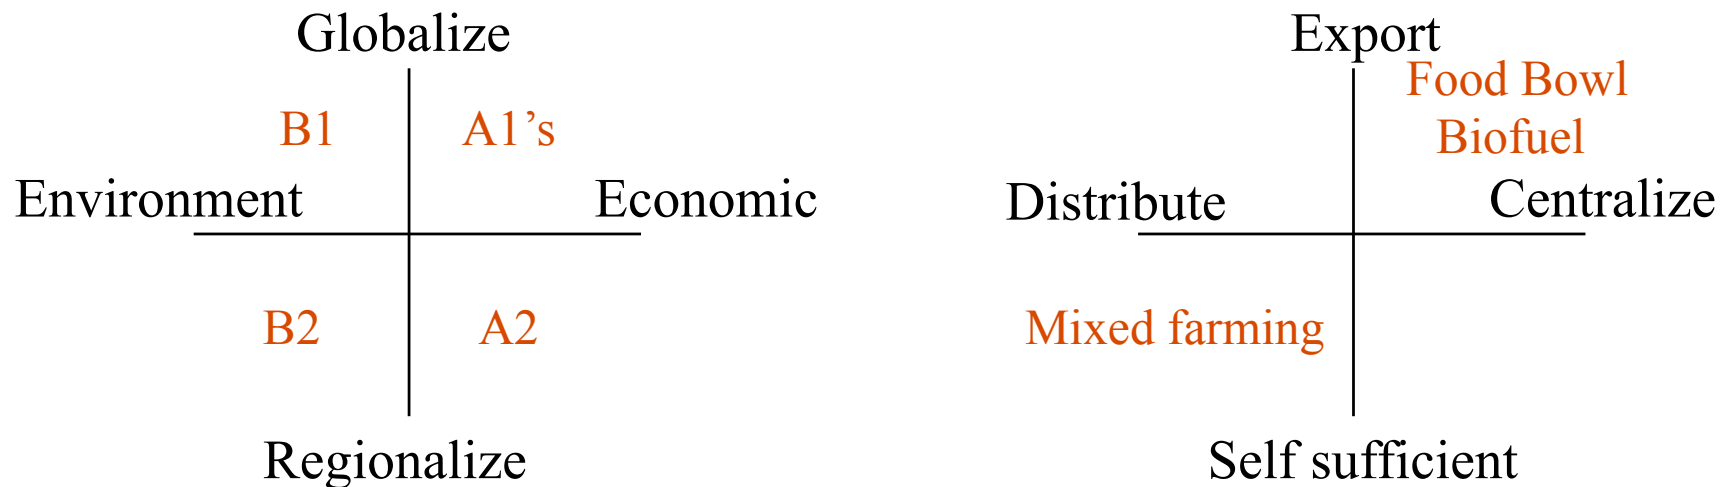 Globalize
B1
A1’s
Environment
Economic
B2
A2
Regionalize
Export
Food Bowl
Biofuel
Distribute
Centralize
Mixed farming
Self sufficient